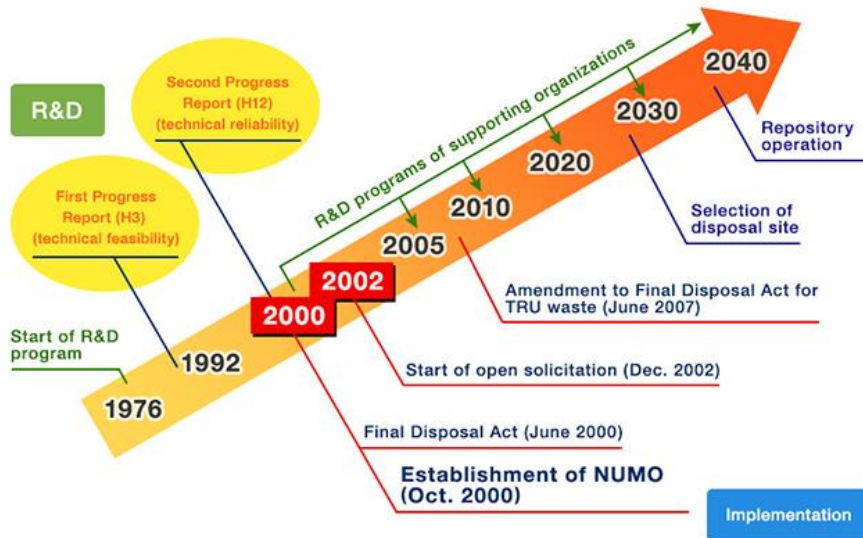 R&D
Second Progress
Report (H12)
(technical reliability)
First Progress
Report (H3)
(technical feasibility)
Start of R&D
program
R&D programs of supporting organizations
1976
1992
2000
2002
2005
2010
2020
2030
2040
Repository
operation
Selection of
disposal site
Amendment to Final Disposal Act for
TRU waste (June 2007)
Start of open solicitation (Dec. 2002)
Final Disposal Act (June 2000)
Establishment of NUMO
(Oct. 2000)
Implementation